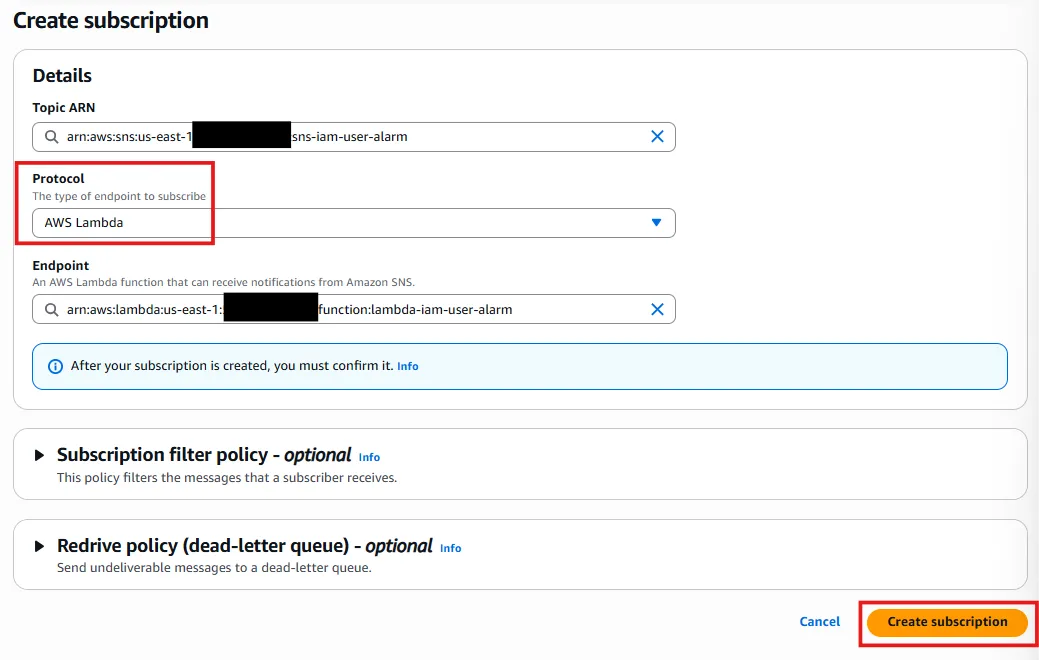 Create subscription
Details
Topic ARN
arn:aws:sns:us-east-1 sns-iam-user-alarm
Protocol
The type of endpoint to subscribe
AWS Lambda
Endpoint
An AWS Lambda function that can receive notifications from Amazon SNS.
arn:aws:lambda:us-east-1: function:lambda-iam-user-alarm
After your subscription is created, you must confirm it. Info
Subscription filter policy - optional Info
This policy filters the messages that a subscriber receives.
Redrive policy (dead-letter queue) - optional Info
Send undeliverable messages to a dead-letter queue.
Cancel Create subscription